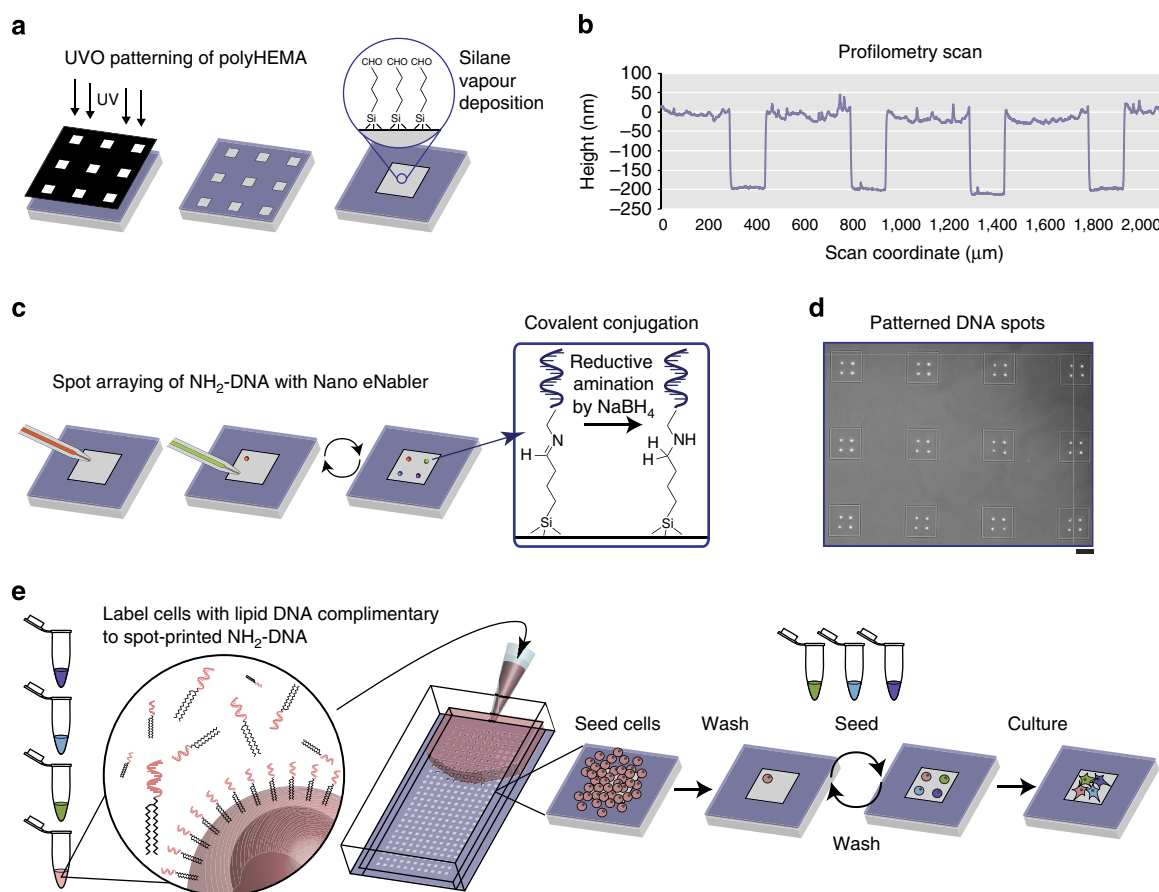 a
UVO patterning of polyHEMA
UV
CHO CHO CHO
Si Si Si
Silane
vapour
deposition
b
Profilometry scan
Height (nm)
100
50
0
−50
−100
−150
−200
−250
0 200 400 600 800 1,000 1,200 1,400 1,600 1,800 2,000
Scan coordinate (μm)
c
Spot arraying of NH2-DNA with Nano eNabler
Covalent conjugation
Reductive
amination
by NaBH4
N
H
Si
H
NH
H
Si
d
Patterned DNA spots
e
Label cells with lipid DNA complimentary
to spot-printed NH2-DNA
Seed cells
Wash
Seed
Wash
Culture